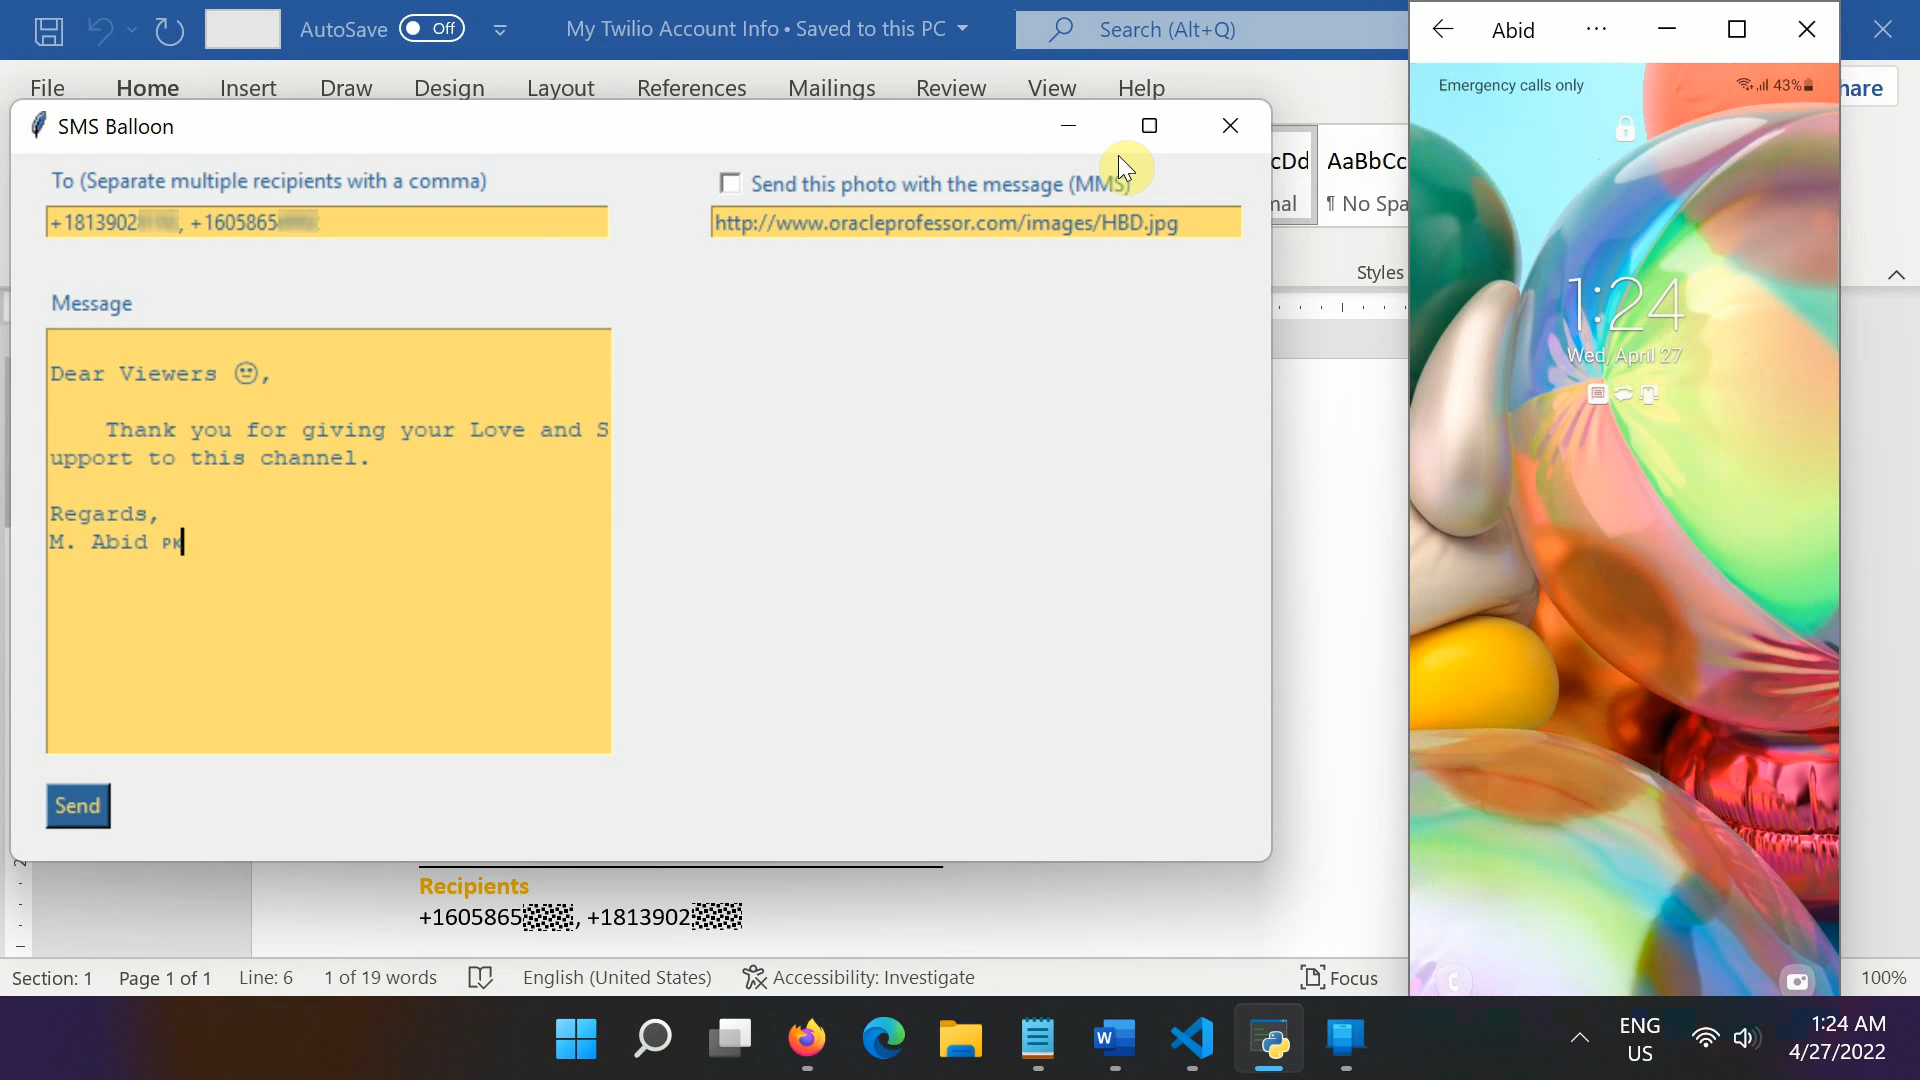 AutoSave Off My Twilio Account Info • Saved to this PC Search (Alt+Q)
File Home Insert Draw Design Layout References Mailings Review View Help
hare
SMS Balloon
To (Separate multiple recipients with a comma)
+1813902 , +1605865
Send this photo with the message (MMS)
http://www.oracleprofessor.com/images/HBD.jpg
Message
Dear Viewers 😐,
Thank you for giving your Love and S
upport to this channel.
Regards,
M. Abid PK
Send
cDd AaBbCc
nal ¶ No Spa
Styles
Recipients
+1605865 , +1813902
Abid
Emergency calls only 43%
1:24
Wed, April 27
Section: 1 Page 1 of 1 Line: 6 1 of 19 words English (United States) Accessibility: Investigate Focus 100%
ENG
US
1:24 AM
4/27/2022